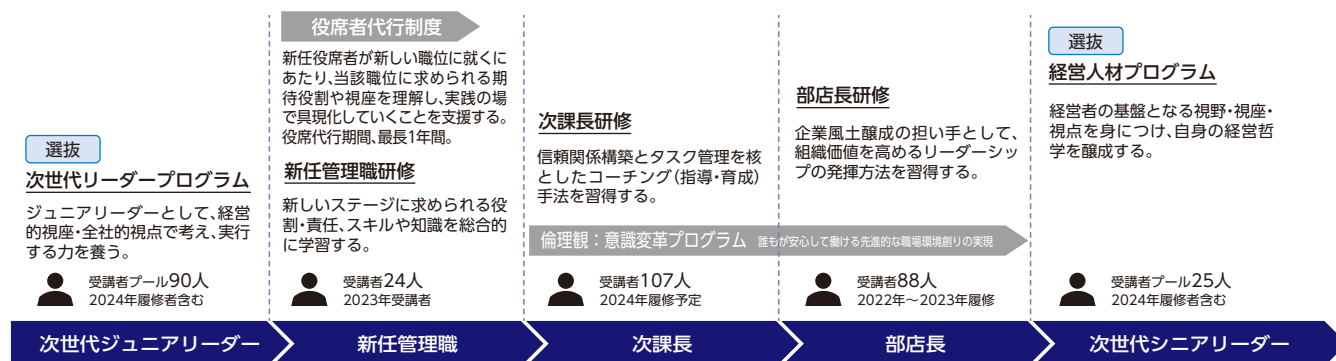 選抜
次世代リーダープログラム
ジュニアリーダーとして、経営
的視座・全社的視点で考え、実行
する力を養う。
受講者プール90人
2024年履修者含む
次世代ジュニアリーダー
役席者代行制度
新任役席者が新しい職位に就くに
あたり、当該職位に求められる期
待役割や視座を理解し、実践の場
で具現化していくことを支援する。
役席代行期間、最長1年間。
新任管理職研修
新しいステージに求められる役
割・責任、スキルや知識を総合的
に学習する。
受講者24人
2023年受講者
新任管理職
次課長研修
信頼関係構築とタスク管理を核
としたコーチング(指導・育成)
手法を習得する。
倫理観:意識変革プログラム 誰もが安心して働ける先進的な職場環境創りの実現
受講者107人
2024年履修予定
次課長
部店長研修
企業風土醸成の担い手として、
組織価値を高めるリーダーシッ
プの発揮方法を習得する。
受講者88人
2022年~2023年履修
部店長
選抜
経営人材プログラム
経営者の基盤となる視野・視座・
視点を身につけ、自身の経営哲
学を醸成する。
受講者プール25人
2024年履修者含む
次世代シニアリーダー